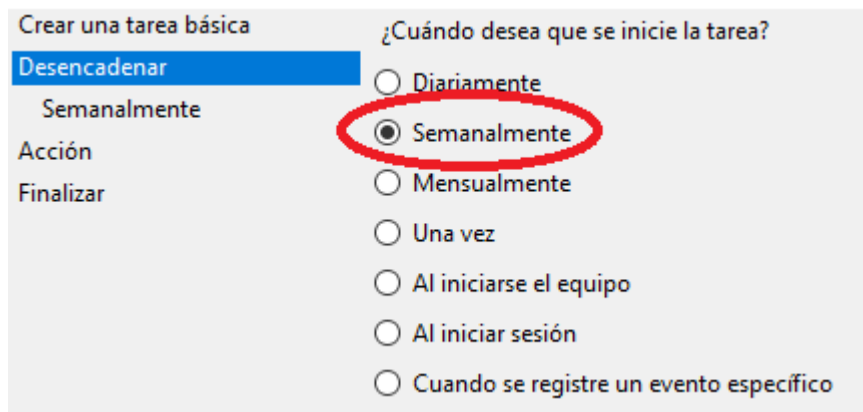 Crear una tarea básica
Desencadenar
Semanalmente
Acción
Finalizar
¿Cuándo desea que se inicie la tarea?
Diariamente
Semanalmente
Mensualmente
Una vez
Al iniciarse el equipo
Al iniciar sesión
Cuando se registre un evento específico